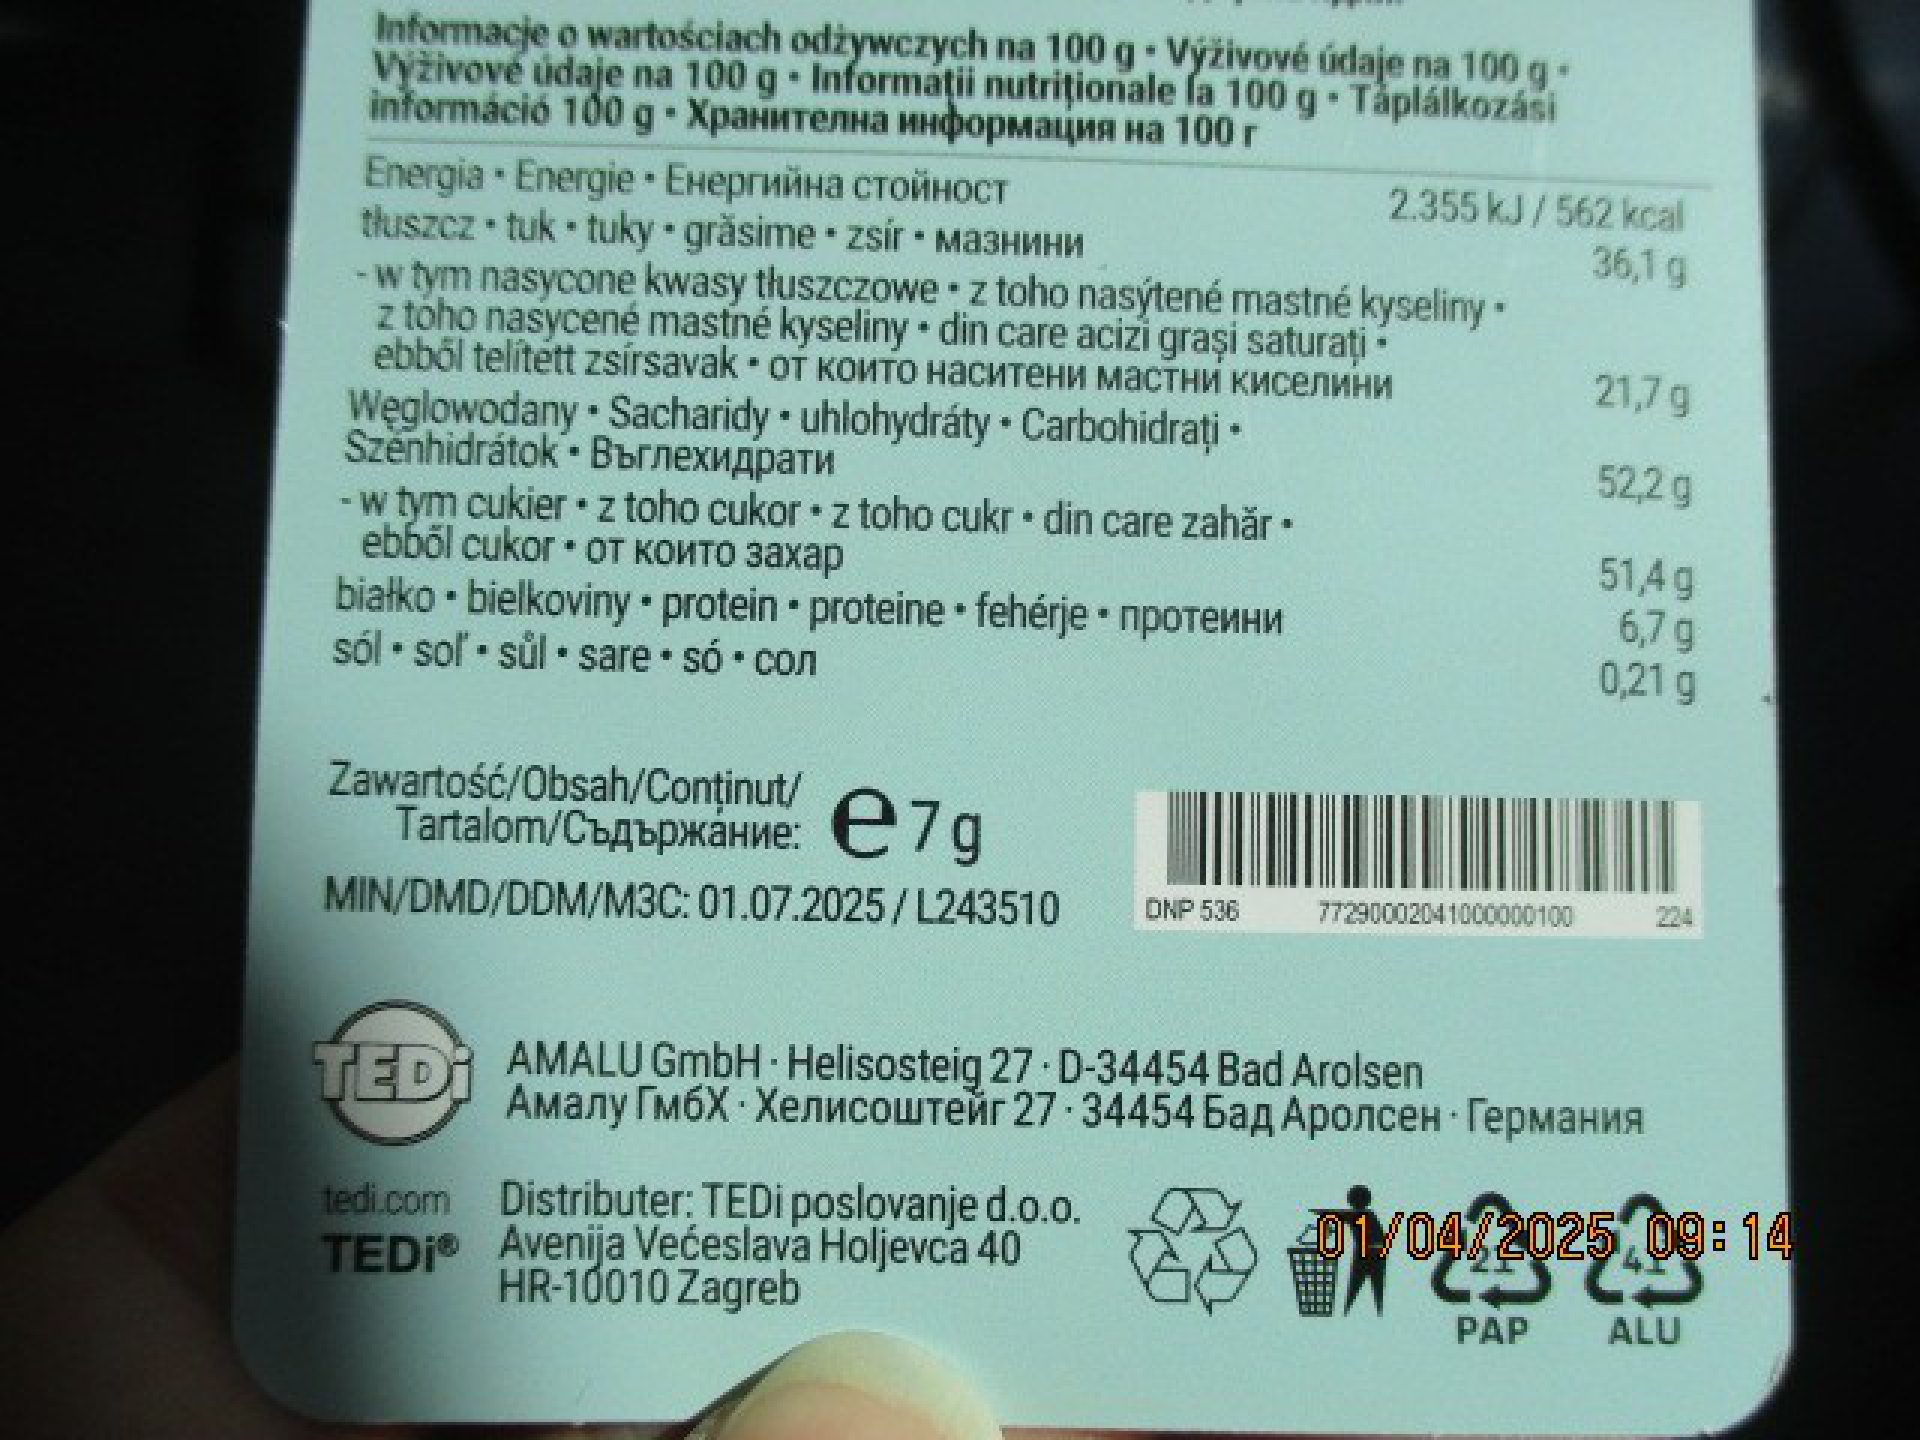 Informacje o wartościach odżywczych na 100 g • Výživové údaje na 100 g •
Výživové údaje na 100 g • Informații nutriționale la 100 g • Táplálkozási
információ 100 g • Хранителна информация на 100 г
Energia • Energie • Енергийна стойност 2.355 kJ / 562 kcal
tłuszcz • tuk • tuky • grăsime • zsír • мазнини 36,1 g
- w tym nasycone kwasy tłuszczowe • z toho nasýtené mastné kyseliny •
z toho nasycené mastné kyseliny • din care acizi grași saturați •
ebből telített zsírsavak • от които наситени мастни киселини 21,7 g
Węglowodany • Sacharidy • uhlohydráty • Carbohidrați •
Szénhidrátok • Въглехидрати 52,2 g
- w tym cukier • z toho cukor • z toho cukr • din care zahăr •
ebből cukor • от които захар 51,4 g
białko • bielkoviny • protein • proteine • fehérje • протеини 6,7 g
sól • soľ • sůl • sare • só • сол 0,21 g
Zawartość/Obsah/Conținut/
Tartalom/Съдържание: e 7 g
MIN/DMD/DDM/МЗС: 01.07.2025 / L243510
DNP 536 77290002041000000100 224
TEDi
AMALU GmbH · Helisosteig 27 · D-34454 Bad Arolsen
Амалу ГмбХ · Хелисоштейг 27 · 34454 Бад Аролсен · Германия
tedi.com
TEDi®
Distributer: TEDi poslovanje d.o.o.
Avenija Većeslava Holjevca 40
HR-10010 Zagreb
21
PAP
41
ALU
01/04/2025 09:14